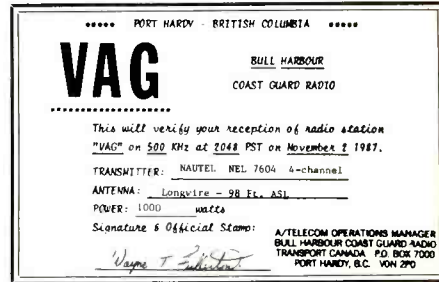 ***** PORT HARDY - BRITISH COLUMBIA *****
VAG
BULL HARBOUR
COAST GUARD RADIO
This will verify your reception of radio station
"VAG" on 500 KHz at 2048 PST on November 2 1987.
TRANSMITTER: NAUTEL NEL 7604 4-channel
ANTENNA: Longwire - 98 Ft. ASL
POWER: 1000 watts
Signature & Official Stamp:
Wayne T
A/TELECOM OPERATIONS MANAGER
BULL HARBOUR COAST GUARD RADIO
TRANSPORT CANADA P.O. BOX 7000
PORT HARDY, B.C. V0N 2P0